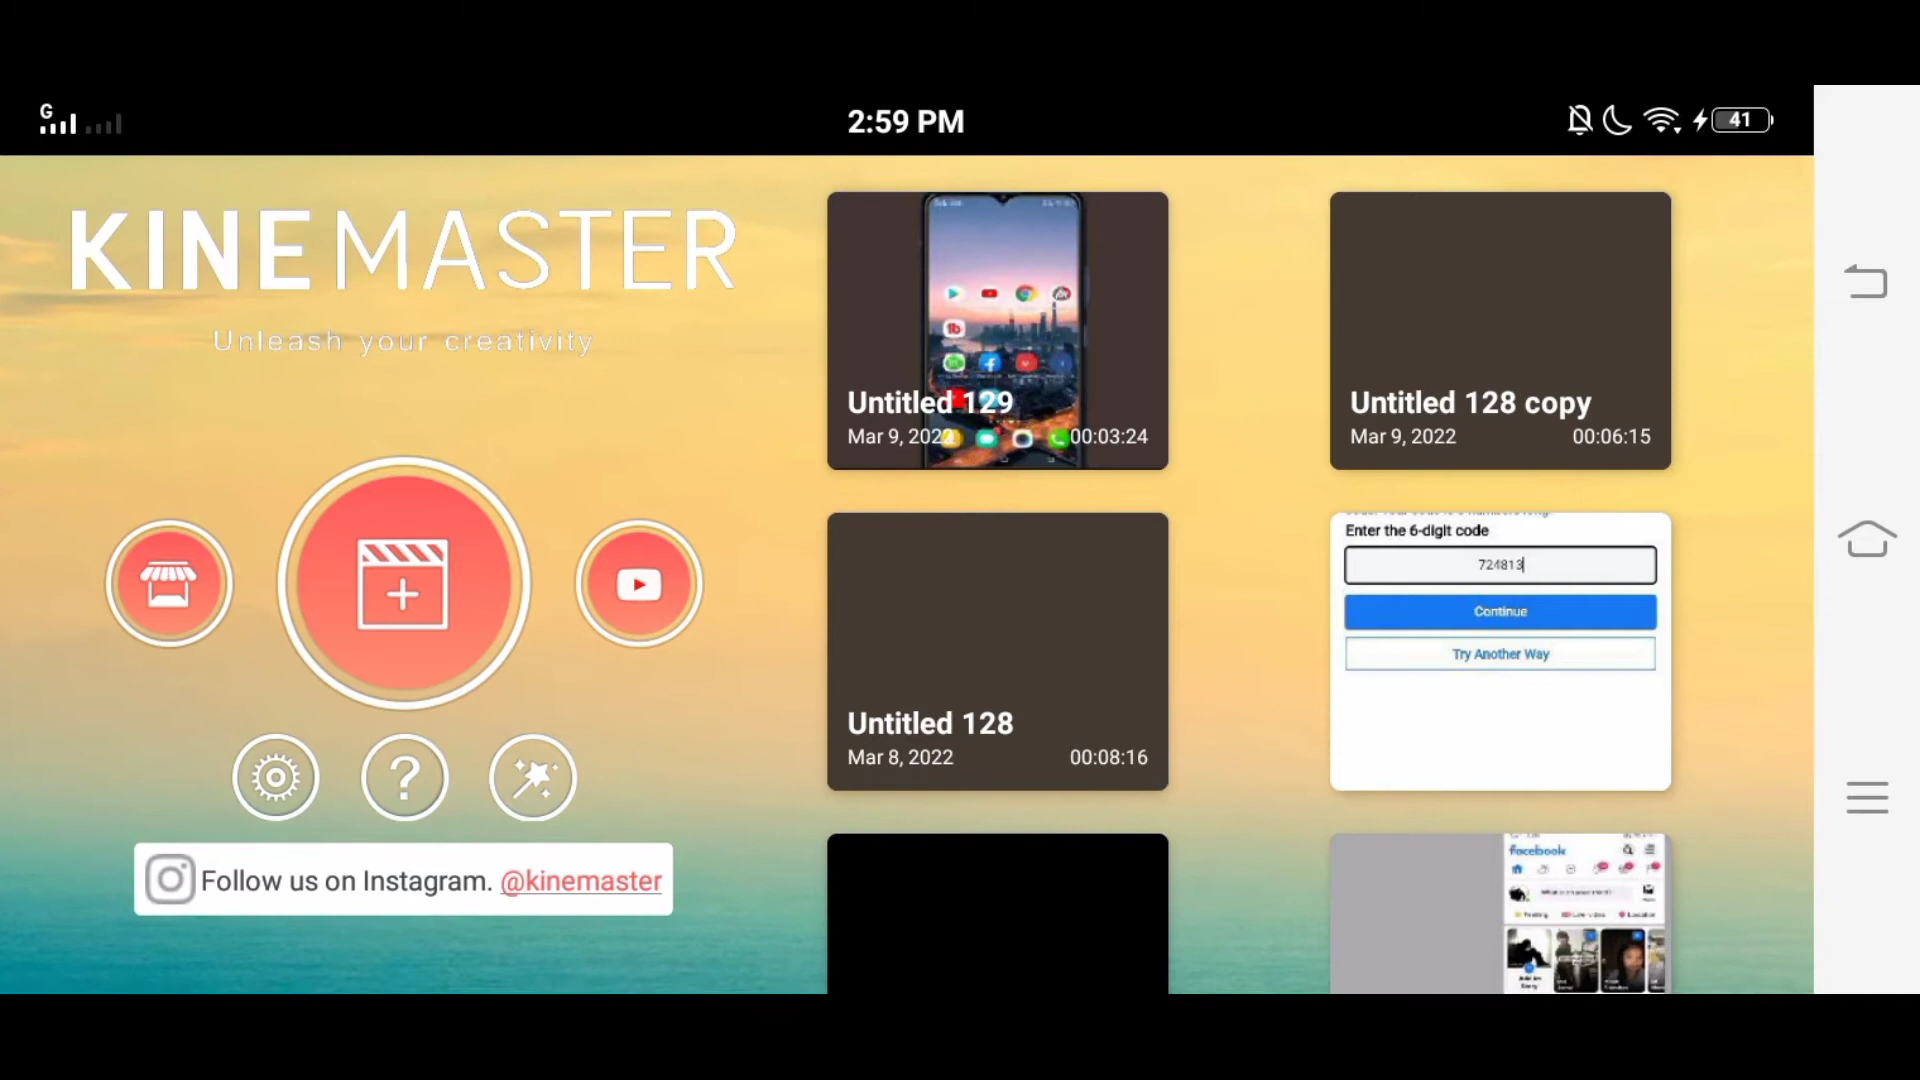 G
2:59 PM
41
KINEMASTER
Unleash your creativity
Follow us on Instagram. @kinemaster
Untitled 129
Mar 9, 2022
00:03:24
Untitled 128 copy
Mar 9, 2022
00:06:15
Untitled 128
Mar 8, 2022
00:08:16
Enter the 6-digit code
724813
Continue
Try Another Way
facebook